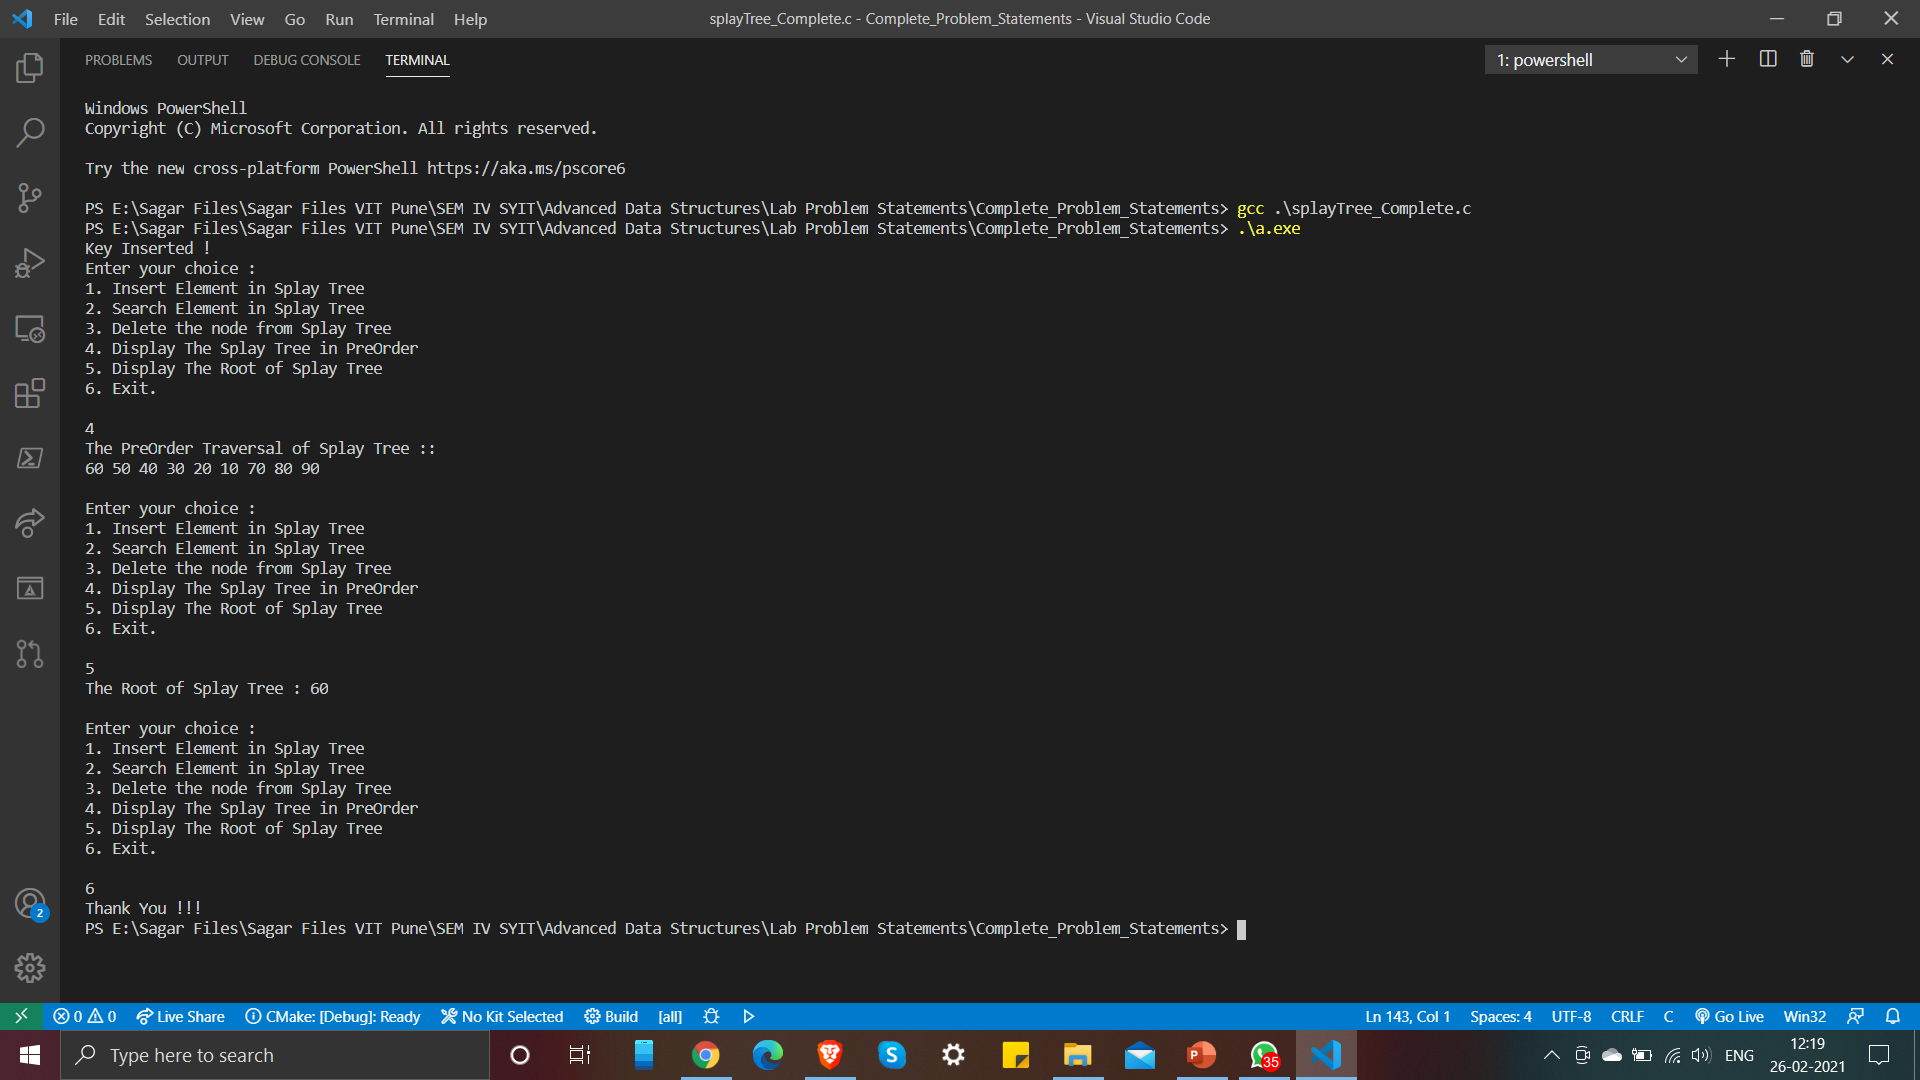 File Edit Selection View Go Run Terminal Help
splayTree_Complete.c - Complete_Problem_Statements - Visual Studio Code
PROBLEMS OUTPUT DEBUG CONSOLE TERMINAL
1: powershell
Windows PowerShell
Copyright (C) Microsoft Corporation. All rights reserved.
Try the new cross-platform PowerShell https://aka.ms/pscore6
PS E:\Sagar Files\Sagar Files VIT Pune\SEM IV SYIT\Advanced Data Structures\Lab Problem Statements\Complete_Problem_Statements> gcc .\splayTree_Complete.c
PS E:\Sagar Files\Sagar Files VIT Pune\SEM IV SYIT\Advanced Data Structures\Lab Problem Statements\Complete_Problem_Statements> .\a.exe
Key Inserted !
Enter your choice :
1. Insert Element in Splay Tree
2. Search Element in Splay Tree
3. Delete the node from Splay Tree
4. Display The Splay Tree in PreOrder
5. Display The Root of Splay Tree
6. Exit.
4
The PreOrder Traversal of Splay Tree ::
60 50 40 30 20 10 70 80 90
Enter your choice :
1. Insert Element in Splay Tree
2. Search Element in Splay Tree
3. Delete the node from Splay Tree
4. Display The Splay Tree in PreOrder
5. Display The Root of Splay Tree
6. Exit.
5
The Root of Splay Tree : 60
Enter your choice :
1. Insert Element in Splay Tree
2. Search Element in Splay Tree
3. Delete the node from Splay Tree
4. Display The Splay Tree in PreOrder
5. Display The Root of Splay Tree
6. Exit.
6
Thank You !!!
PS E:\Sagar Files\Sagar Files VIT Pune\SEM IV SYIT\Advanced Data Structures\Lab Problem Statements\Complete_Problem_Statements>
2
0 0 Live Share CMake: [Debug]: Ready No Kit Selected Build [all]
Ln 143, Col 1 Spaces: 4 UTF-8 CRLF C Go Live Win32
Type here to search
35
ENG
12:19
26-02-2021